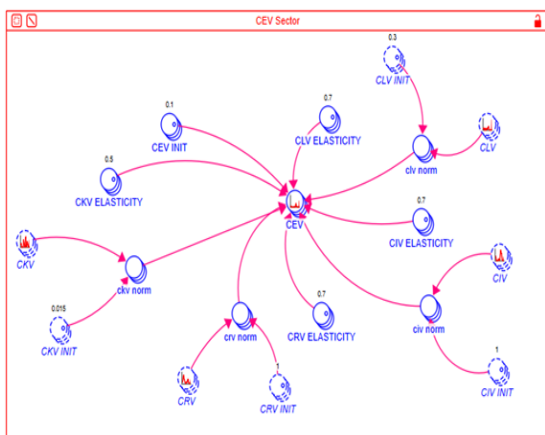 CEV Sector
0.3
CLV INIT
0.1
CEV INIT
0.7
CLV ELASTICITY
CLV
clv norm
0.5
CKV ELASTICITY
CEV
0.7
CIV ELASTICITY
CKV
ckv norm
CIV
0.015
CKV INIT
crv norm
0.7
CRV ELASTICITY
civ norm
CRV
1
CRV INIT
1
CIV INIT